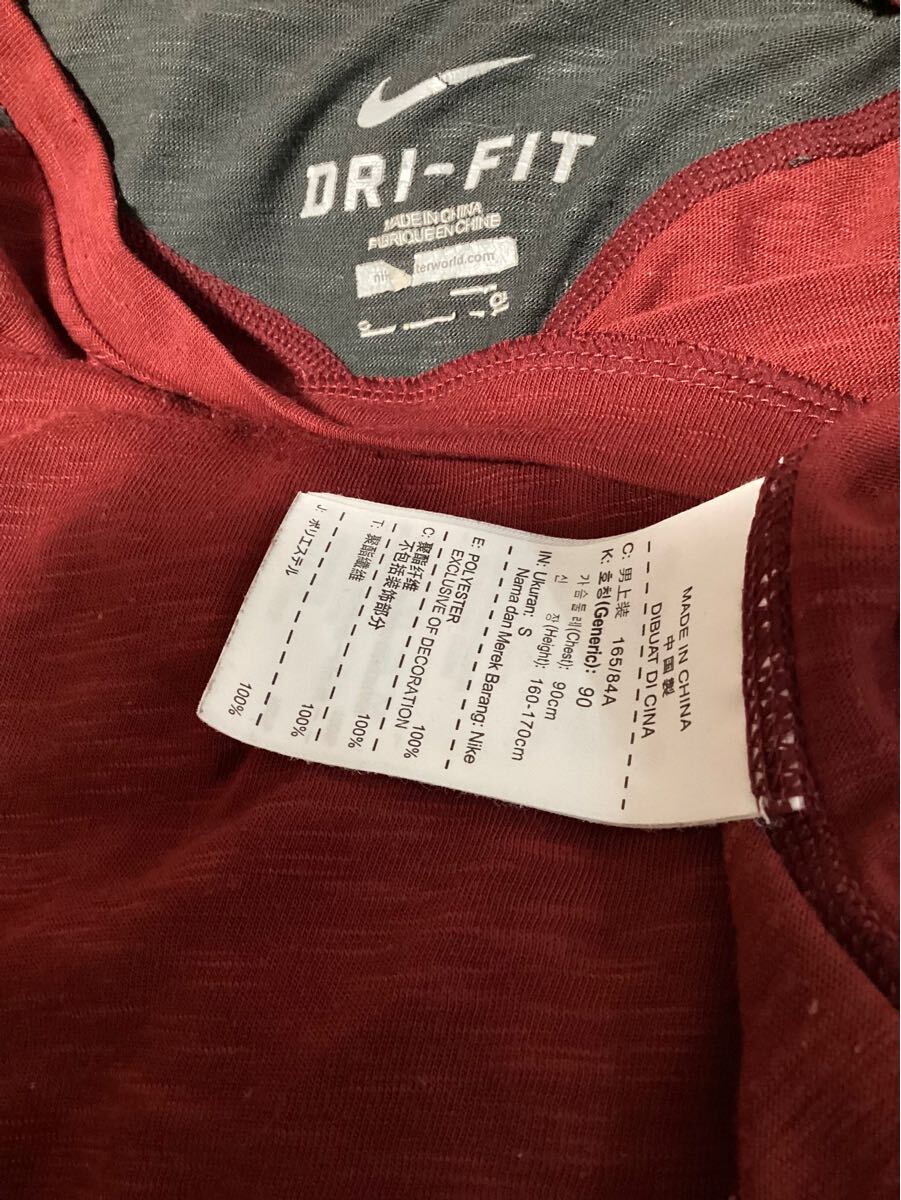 DRI-FIT
MADE IN CHINA
FABRIQUE EN CHINE
terworld.com
MADE IN CHINA
中国製
DIBUAT DI CINA
C: 男上装 165/84A
K: 호칭(Generic): 90
가슴둘레(Chest): 90cm
신 장(Height): 160-170cm
IN: Ukuran: S
Nama dan Merek Barang: Nike
E: POLYESTER
EXCLUSIVE OF DECORATION 100%
C: 聚酯纤维
不包括装饰部分 100%
T: 聚酯纖維 100%
J: ポリエステル 100%